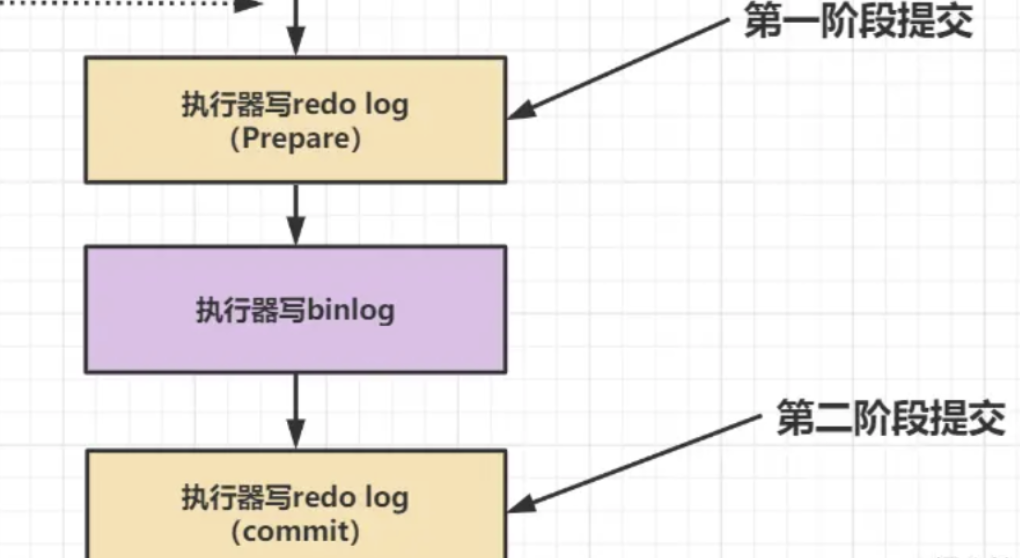 第一阶段提交
执行器写redo log
(Prepare)
执行器写binlog
第二阶段提交
执行器写redo log
(commit)